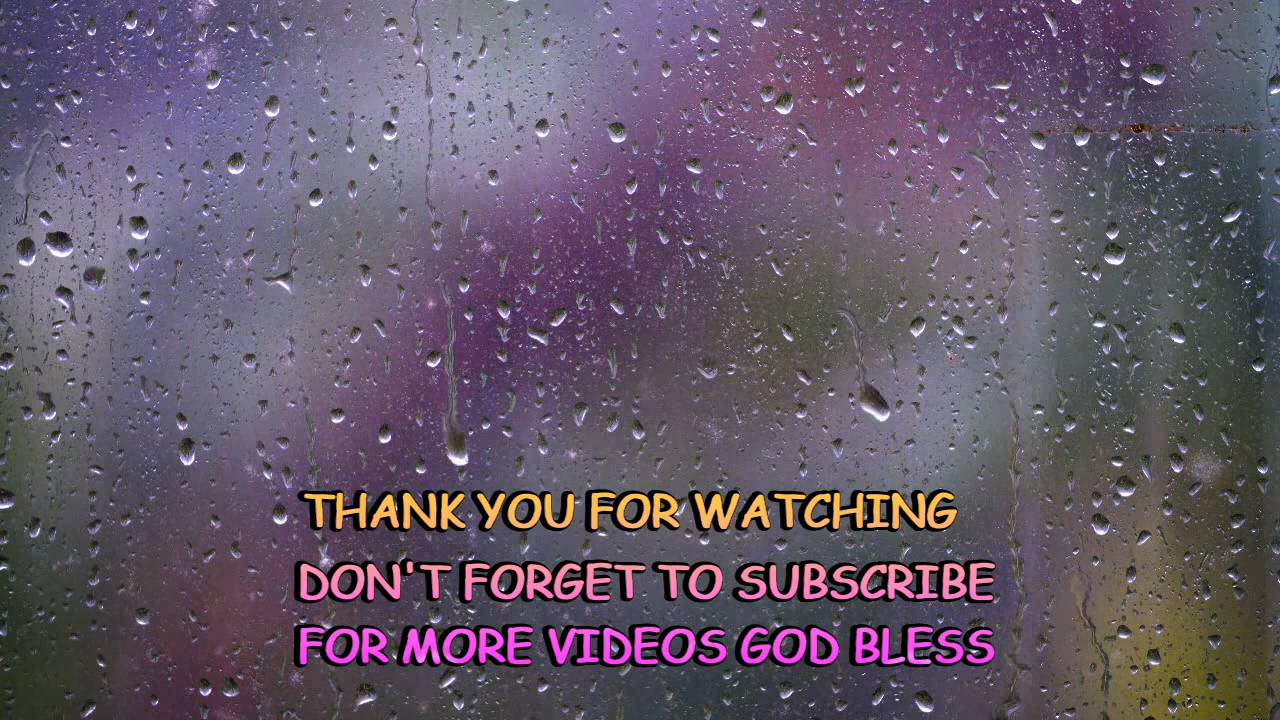 THANK YOU FOR WATCHING
DON'T FORGET TO SUBSCRIBE
FOR MORE VIDEOS GOD BLESS